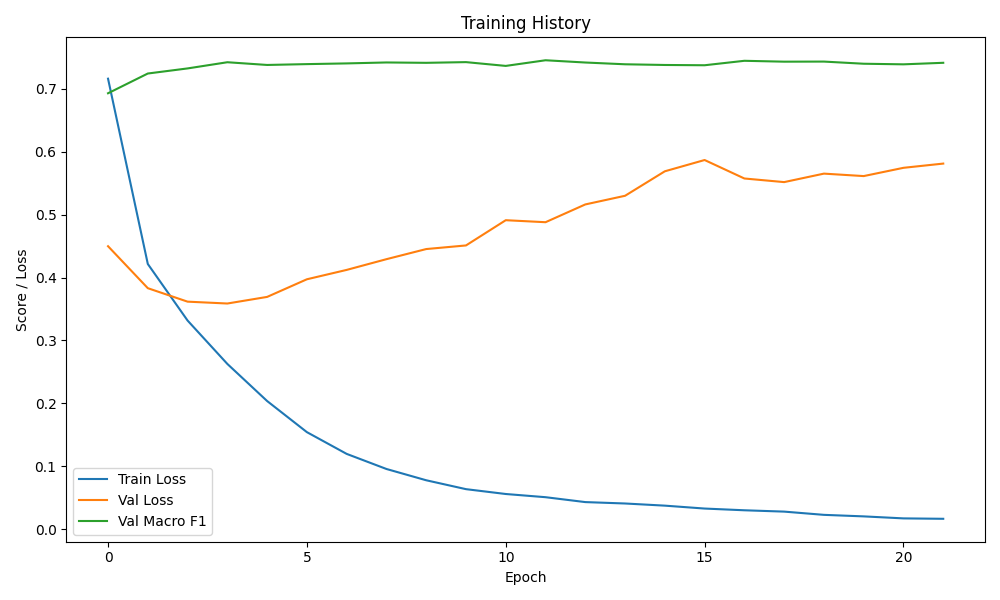 Training History
Score / Loss
0.7
0.6
0.5
0.4
0.3
0.2
0.1
0.0
Train Loss
Val Loss
Val Macro F1
0 5 10 15 20
Epoch